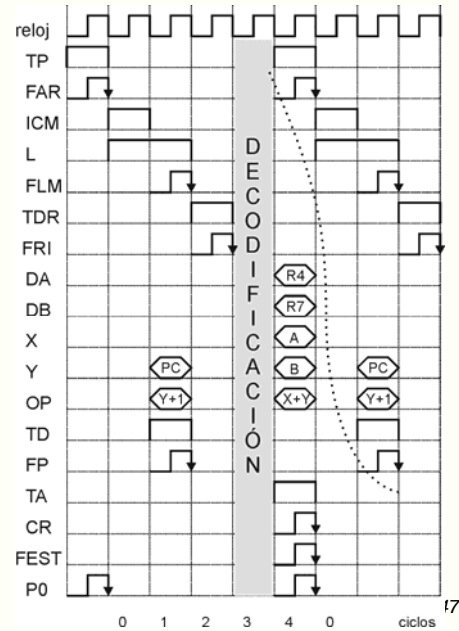 reloj
TP
FAR
ICM
L
FLM
TDR
FRI
DA R4
DB R7
X A
Y PC B PC
OP Y+1 X+Y Y+1
TD
FP
TA
CR
FEST
P0
DECODIFICACIÓN
47
0 1 2 3 4 0 ciclos